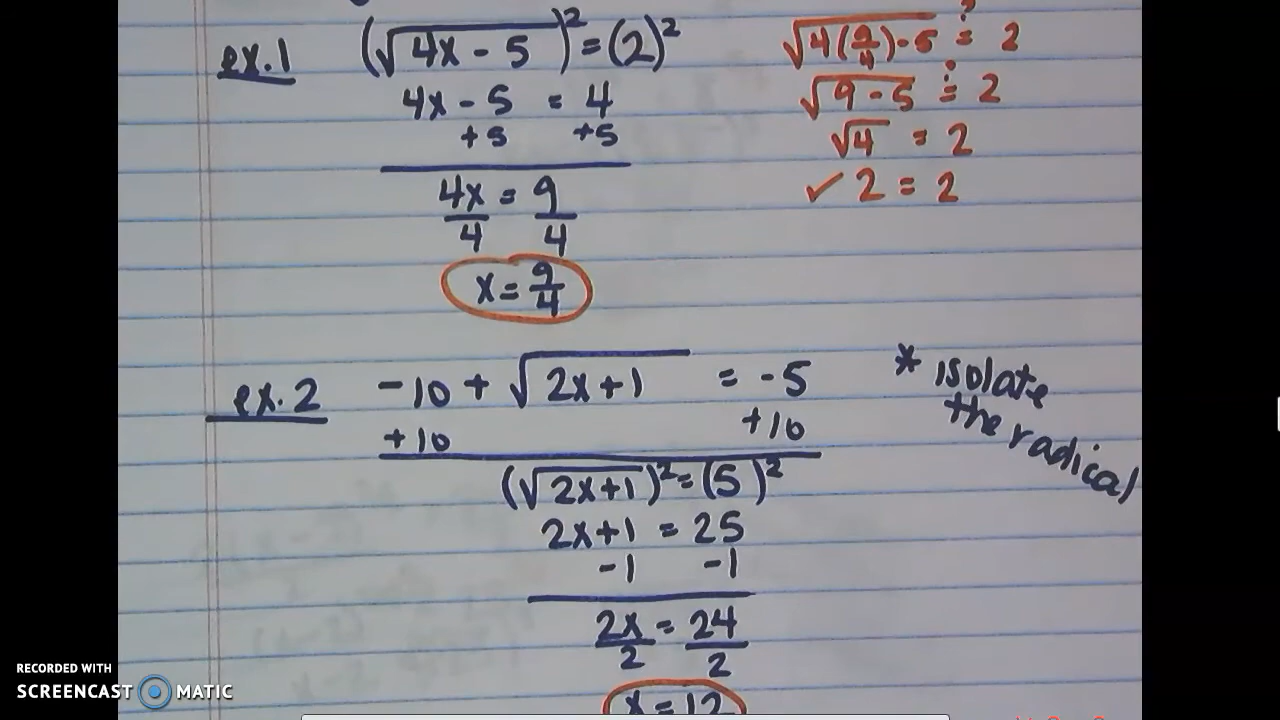 ex.1 (√4x - 5)² = (2)²
4x - 5 = 4
+5 +5
4x = 9
4 4
x = 9/4
√4(9/4) - 5 ≟ 2
√9 - 5 ≟ 2
√4 = 2
✓ 2 = 2
ex.2 -10 + √2x+1 = -5
+10 +10
(√2x+1)² = (5)²
2x+1 = 25
-1 -1
2x = 24
2 2
x = 12
* isolate
the radical
RECORDED WITH
SCREENCAST MATIC